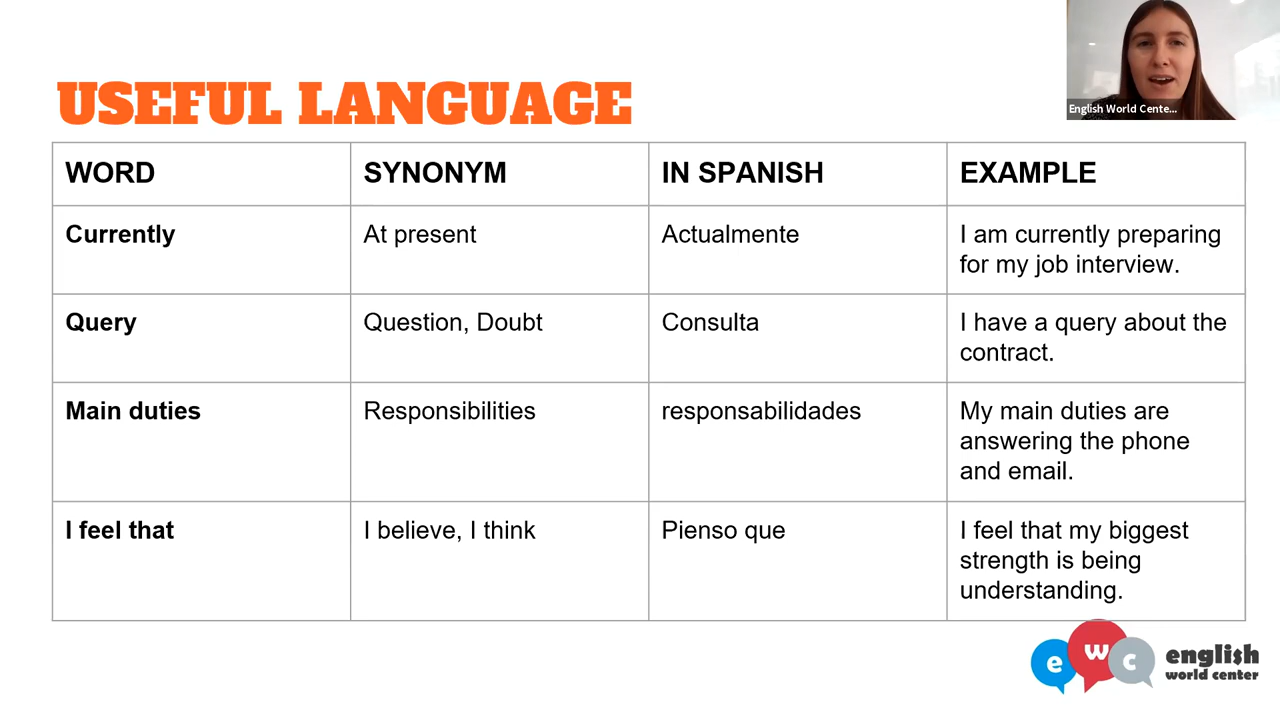 English World Cente...
USEFUL LANGUAGE
WORD
SYNONYM
IN SPANISH
EXAMPLE
Currently
At present
Actualmente
I am currently preparing
for my job interview.
Query
Question, Doubt
Consulta
I have a query about the
contract.
Main duties
Responsibilities
responsabilidades
My main duties are
answering the phone
and email.
I feel that
I believe, I think
Pienso que
I feel that my biggest
strength is being
understanding.
e w c
english
world center